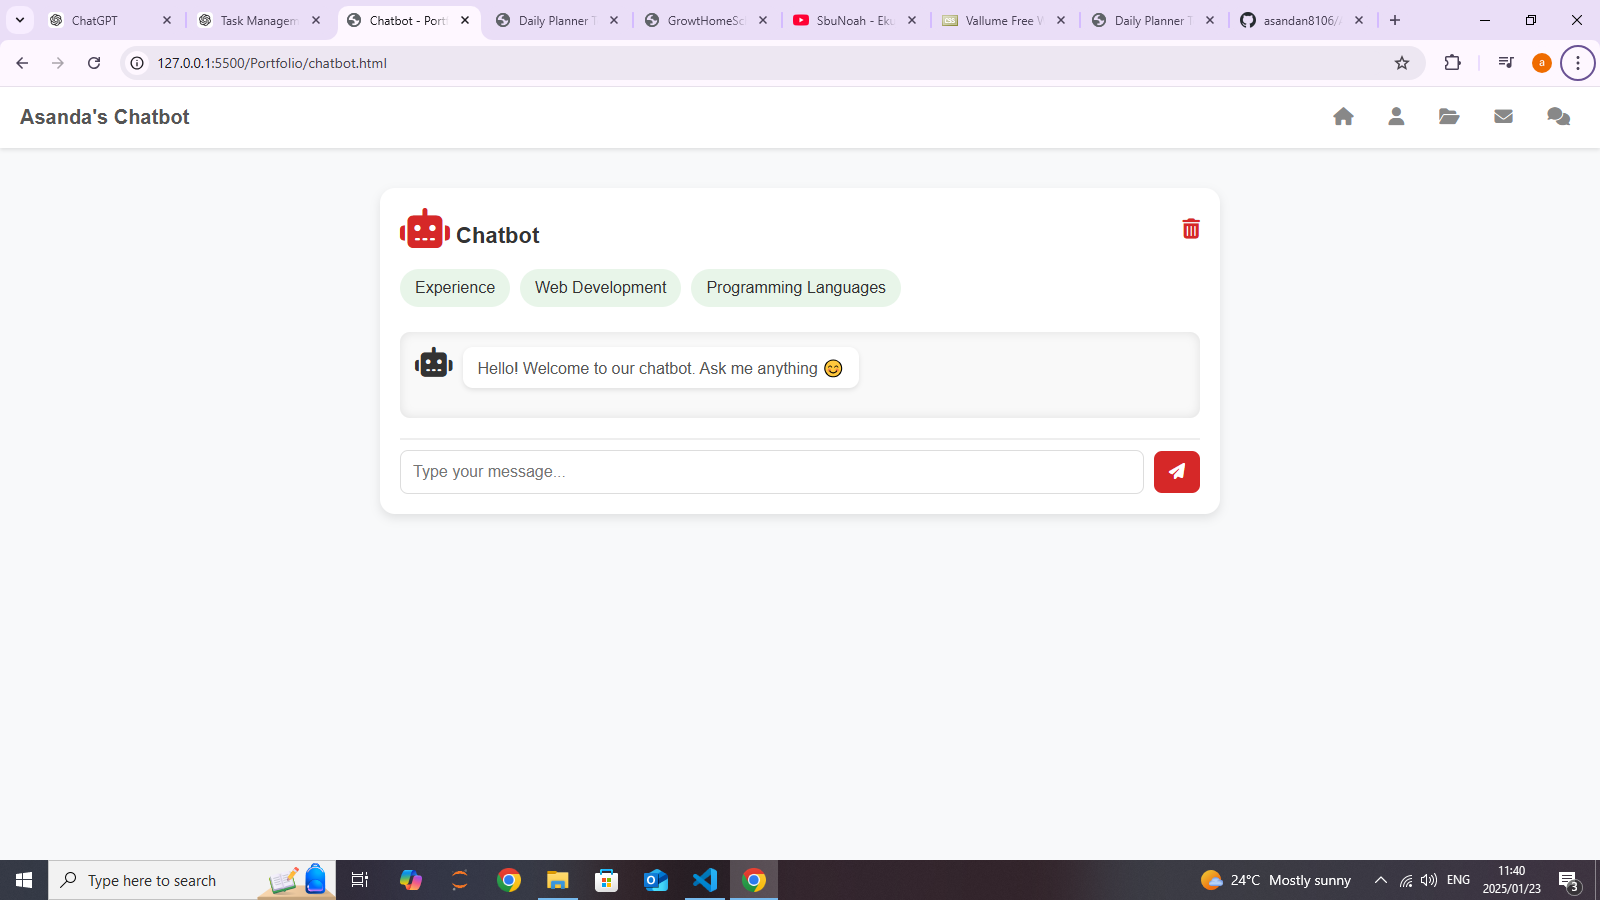 ChatGPT
Task Managem
Chatbot - Portf
Daily Planner T
GrowtHomeSc
SbuNoah - Eku
Vallume Free V
Daily Planner T
asandan8106/
127.0.0.1:5500/Portfolio/chatbot.html
a
Asanda's Chatbot
Chatbot
Experience
Web Development
Programming Languages
Hello! Welcome to our chatbot. Ask me anything 😊
Type your message...
Type here to search
24°C Mostly sunny
ENG
11:40
2025/01/23
3